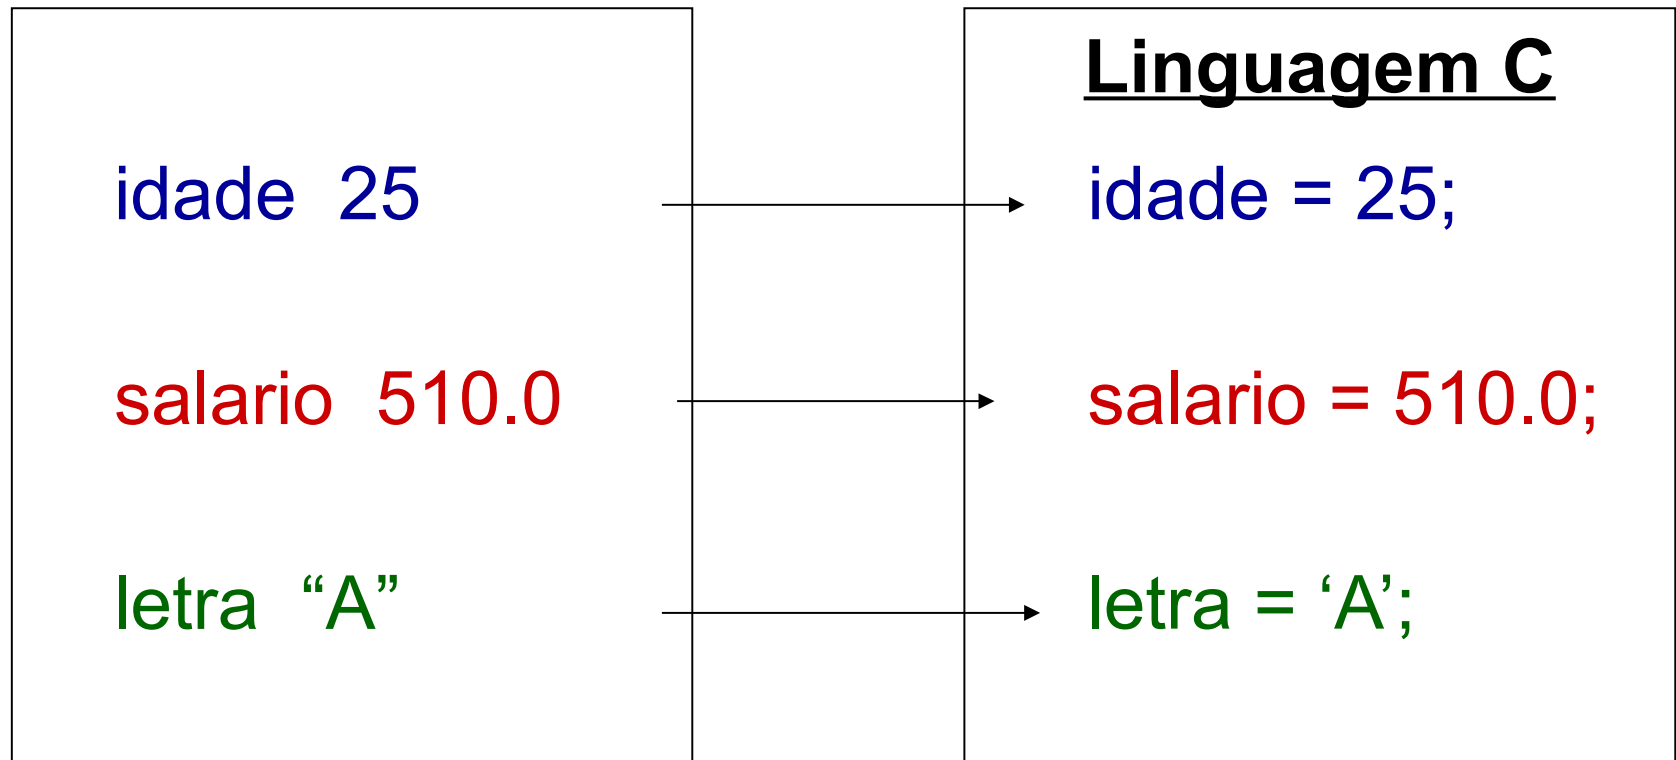 Linguagem C
idade 25
idade = 25;
salario 510.0
salario = 510.0;
letra “A”
letra = ‘A’;